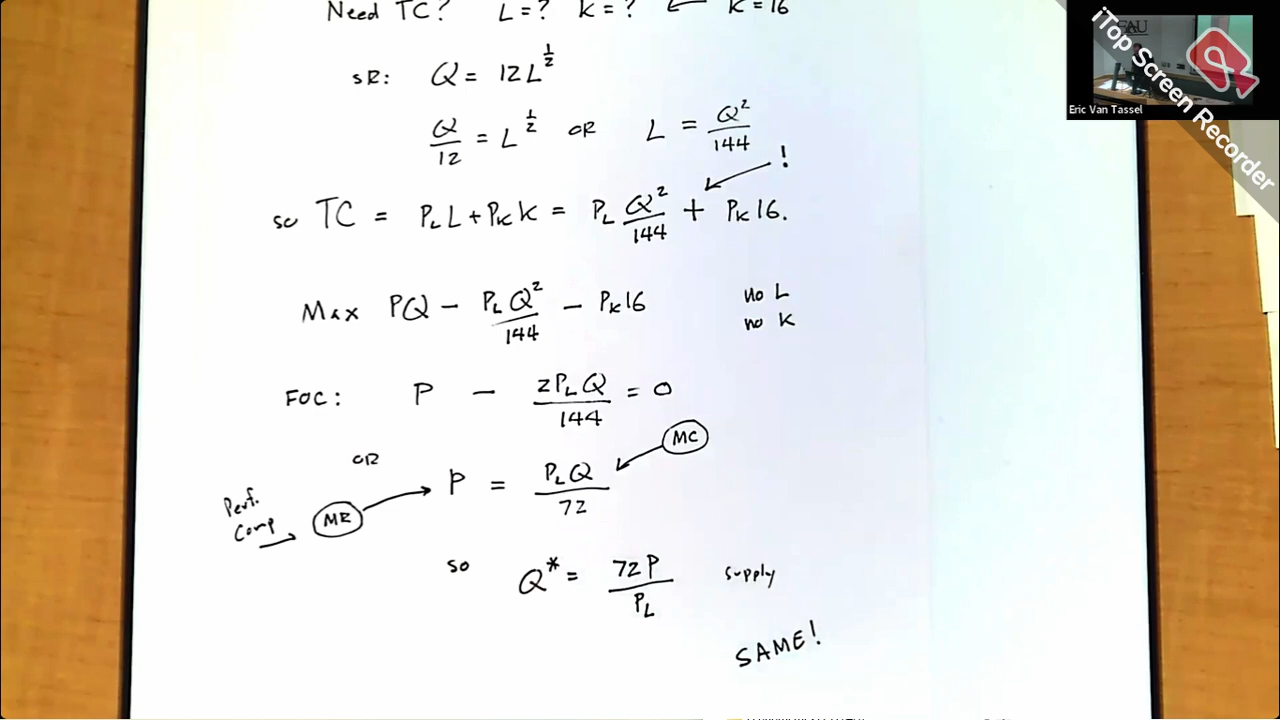 Need TC? L=? K=? ← K=16
SR: Q = 12L^{1/2}
Q/12 = L^{1/2} OR L = Q²/144
!
so TC = P_L L + P_K K = P_L Q²/144 + P_K 16.
Max PQ − P_L Q²/144 − P_K 16
no L
no K
FOC: P − 2P_L Q/144 = 0
MC
OR
P = P_L Q/72
Perf.
Comp → MR
so Q* = 72P/P_L supply
SAME!
FAU
Eric Van Tassel
iTop Screen Recorder